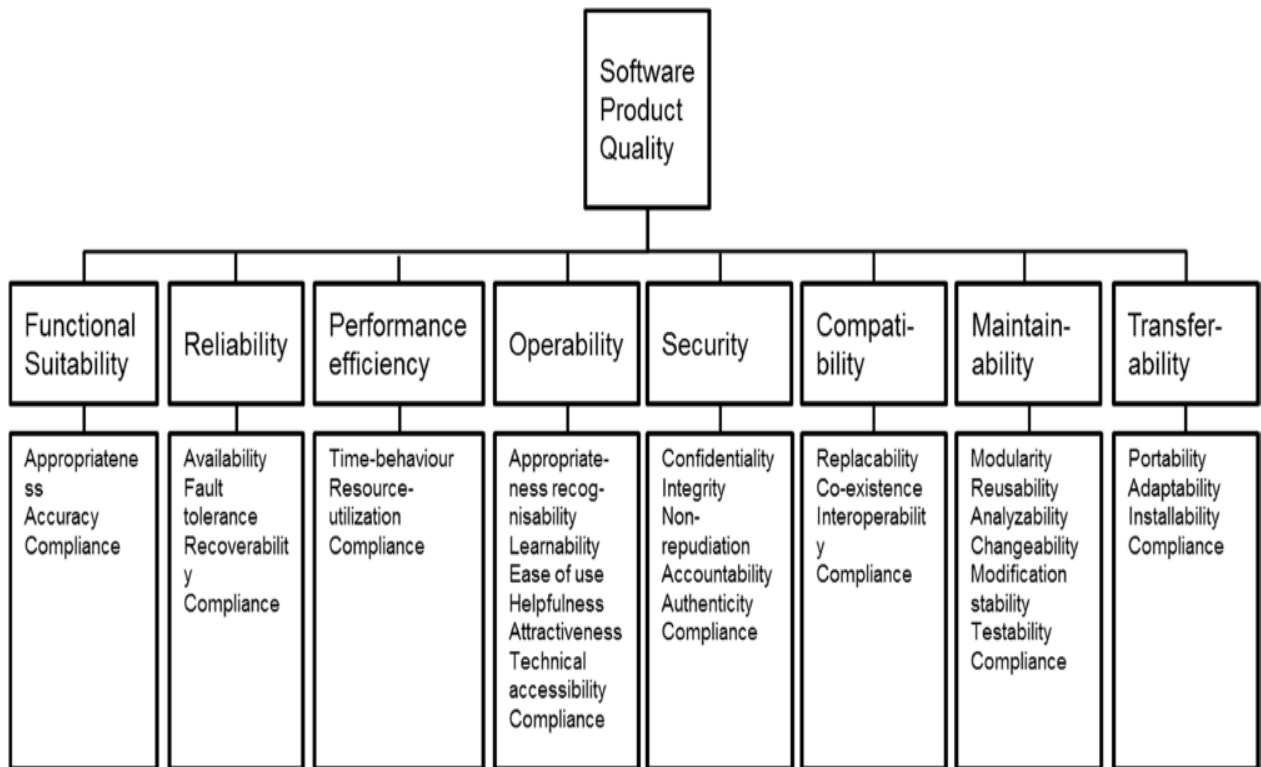 Software
Product
Quality
Functional
Suitability
Reliability
Performance
efficiency
Operability
Security
Compati-
bility
Maintain-
ability
Transfer-
ability
Appropriatene
ss
Accuracy
Compliance
Availability
Fault
tolerance
Recoverabilit
y
Compliance
Time-behaviour
Resource-
utilization
Compliance
Appropriate-
ness recog-
nisability
Learnability
Ease of use
Helpfulness
Attractiveness
Technical
accessibility
Compliance
Confidentiality
Integrity
Non-
repudiation
Accountability
Authenticity
Compliance
Replacability
Co-existence
Interoperabilit
y
Compliance
Modularity
Reusability
Analyzability
Changeability
Modification
stability
Testability
Compliance
Portability
Adaptability
Installability
Compliance